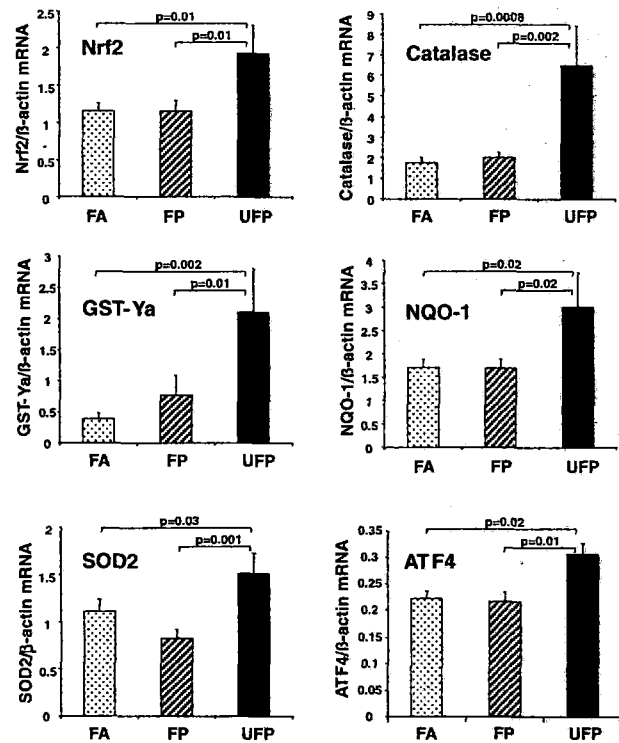 p=0.01
p=0.01
Nrf2
Nrf2/ß-actin mRNA
2.5
2
1.5
1
0.5
0
FA FP UFP
p=0.0008
p=0.002
Catalase
Catalase/ß-actin mRNA
9
8
7
6
5
4
3
2
1
0
FA FP UFP
p=0.002
p=0.01
GST-Ya
GST-Ya/ß-actin mRNA
3
2.5
2
1.5
1
0.5
0
FA FP UFP
p=0.02
p=0.02
NQO-1
NQO-1/ß-actin mRNA
4
3.5
3
2.5
2
1.5
1
0.5
0
FA FP UFP
p=0.03
p=0.001
SOD2
SOD2/β-actin mRNA
2
1.5
1
0.5
0
FA FP UFP
p=0.02
p=0.01
ATF4
ATF4/ß-actin mRNA
0.35
0.3
0.25
0.2
0.15
0.1
0.05
0
FA FP UFP